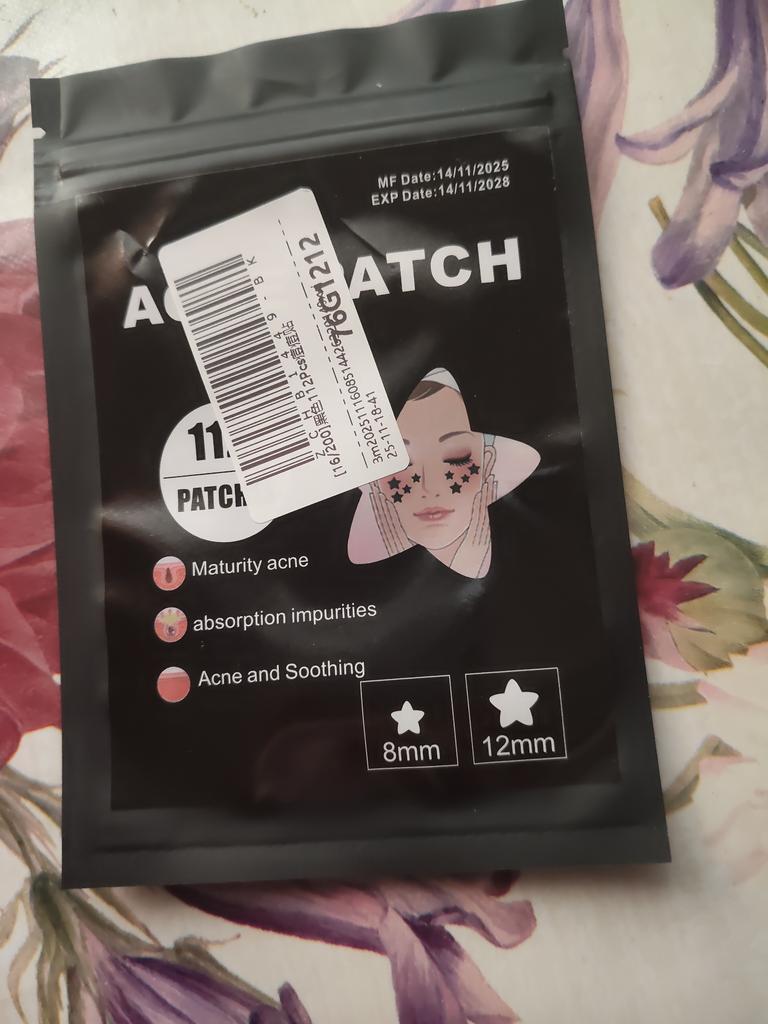 MF Date:14/11/2025
EXP Date:14/11/2028
ATCH
11
PATCH
ZCHB1449-BK
[16/200]黑色112Pcs痘痘贴
76G1212
25-11-18-41
Maturity acne
absorption impurities
Acne and Soothing
8mm
12mm